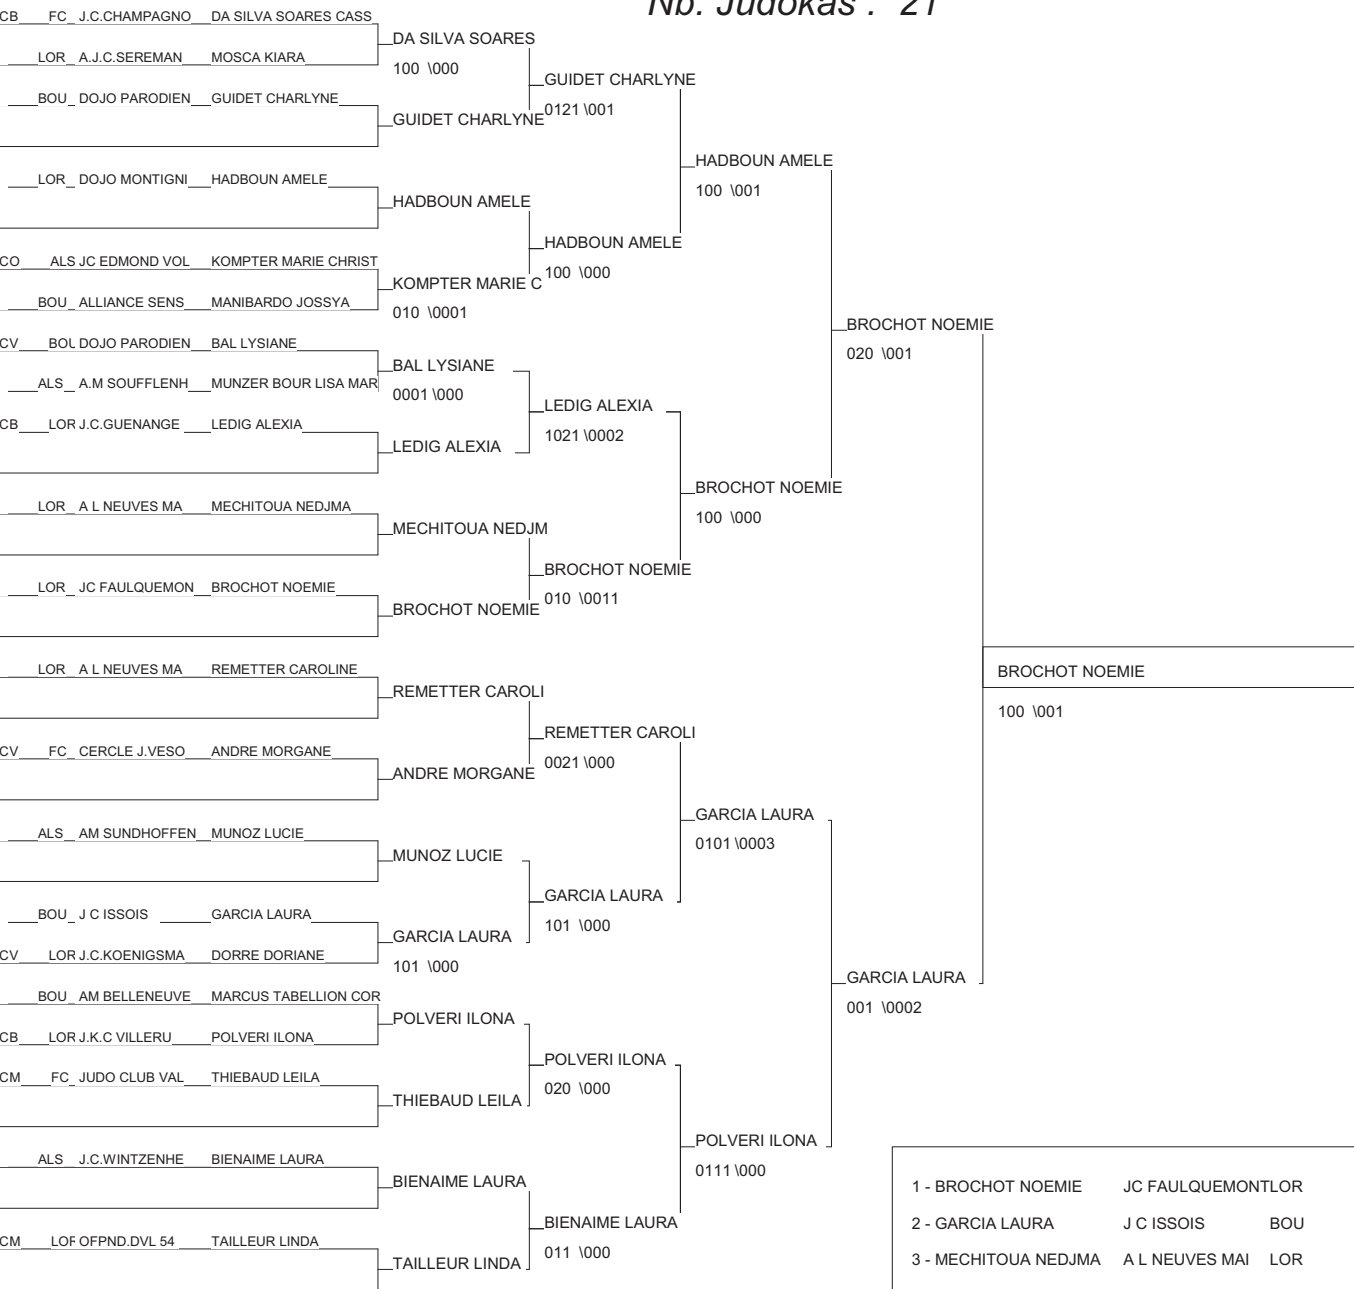 Nb. Judokas : 21
CB FC J.C.CHAMPAGNO DA SILVA SOARES CASS
DA SILVA SOARES
LOR A.J.C.SEREMAN MOSCA KIARA
100 \000
GUIDET CHARLYNE
BOU DOJO PARODIEN GUIDET CHARLYNE
0121 \001
GUIDET CHARLYNE
HADBOUN AMELE
LOR DOJO MONTIGNI HADBOUN AMELE
100 \001
HADBOUN AMELE
HADBOUN AMELE
CO ALS JC EDMOND VOL KOMPTER MARIE CHRIST
100 \000
KOMPTER MARIE C
BOU ALLIANCE SENS MANIBARDO JOSSYA
010 \0001
BROCHOT NOEMIE
CV BOU DOJO PARODIEN BAL LYSIANE
020 \001
BAL LYSIANE
ALS A.M SOUFFLENH MUNZER BOUR LISA MAR
0001 \000
LEDIG ALEXIA
CB LOR J.C.GUENANGE LEDIG ALEXIA
1021 \0002
LEDIG ALEXIA
BROCHOT NOEMIE
LOR A L NEUVES MA MECHITOUA NEDJMA
100 \000
MECHITOUA NEDJM
BROCHOT NOEMIE
LOR JC FAULQUEMON BROCHOT NOEMIE
010 \0011
BROCHOT NOEMIE
LOR A L NEUVES MA REMETTER CAROLINE
BROCHOT NOEMIE
REMETTER CAROLI
100 \001
REMETTER CAROLI
CV FC CERCLE J.VESO ANDRE MORGANE
0021 \000
ANDRE MORGANE
GARCIA LAURA
ALS AM SUNDHOFFEN MUNOZ LUCIE
0101 \0003
MUNOZ LUCIE
GARCIA LAURA
BOU J C ISSOIS GARCIA LAURA
101 \000
GARCIA LAURA
CV LOR J.C.KOENIGSMA DORRE DORIANE
101 \000
GARCIA LAURA
BOU AM BELLENEUVE MARCUS TABELLION COR
001 \0002
POLVERI ILONA
CB LOR J.K.C VILLERU POLVERI ILONA
POLVERI ILONA
CM FC JUDO CLUB VAL THIEBAUD LEILA
020 \000
THIEBAUD LEILA
POLVERI ILONA
ALS J.C.WINTZENHE BIENAIME LAURA
0111 \000
BIENAIME LAURA
1 - BROCHOT NOEMIE JC FAULQUEMONTLOR
BIENAIME LAURA
2 - GARCIA LAURA J C ISSOIS BOU
CM LOR OFPND.DVL 54 TAILLEUR LINDA
011 \000
TAILLEUR LINDA
3 - MECHITOUA NEDJMA A L NEUVES MAI LOR